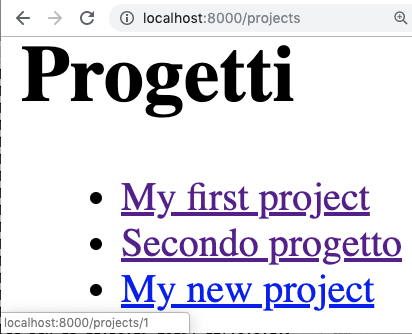 localhost:8000/projects
Progetti
My first project
Secondo progetto
My new project
localhost:8000/projects/1